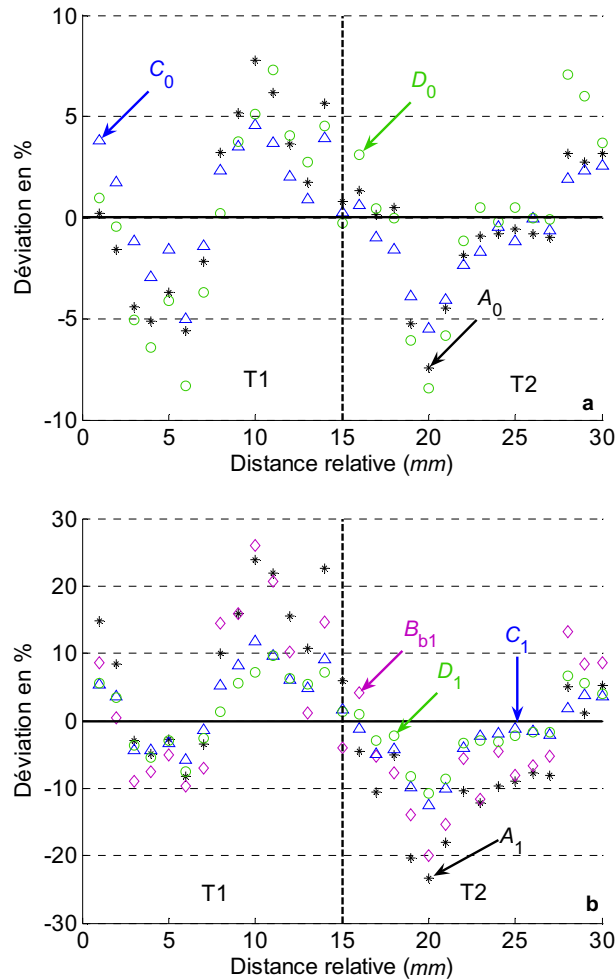 10
C0
D0
5
Déviation en %
0
-5
A0
T1
T2
-10
a
0 5 10 15 20 25 30
Distance relative (mm)
30
20
Bb1
C1
10
D1
Déviation en %
0
-10
-20
A1
T1
T2
-30
b
0 5 10 15 20 25 30
Distance relative (mm)